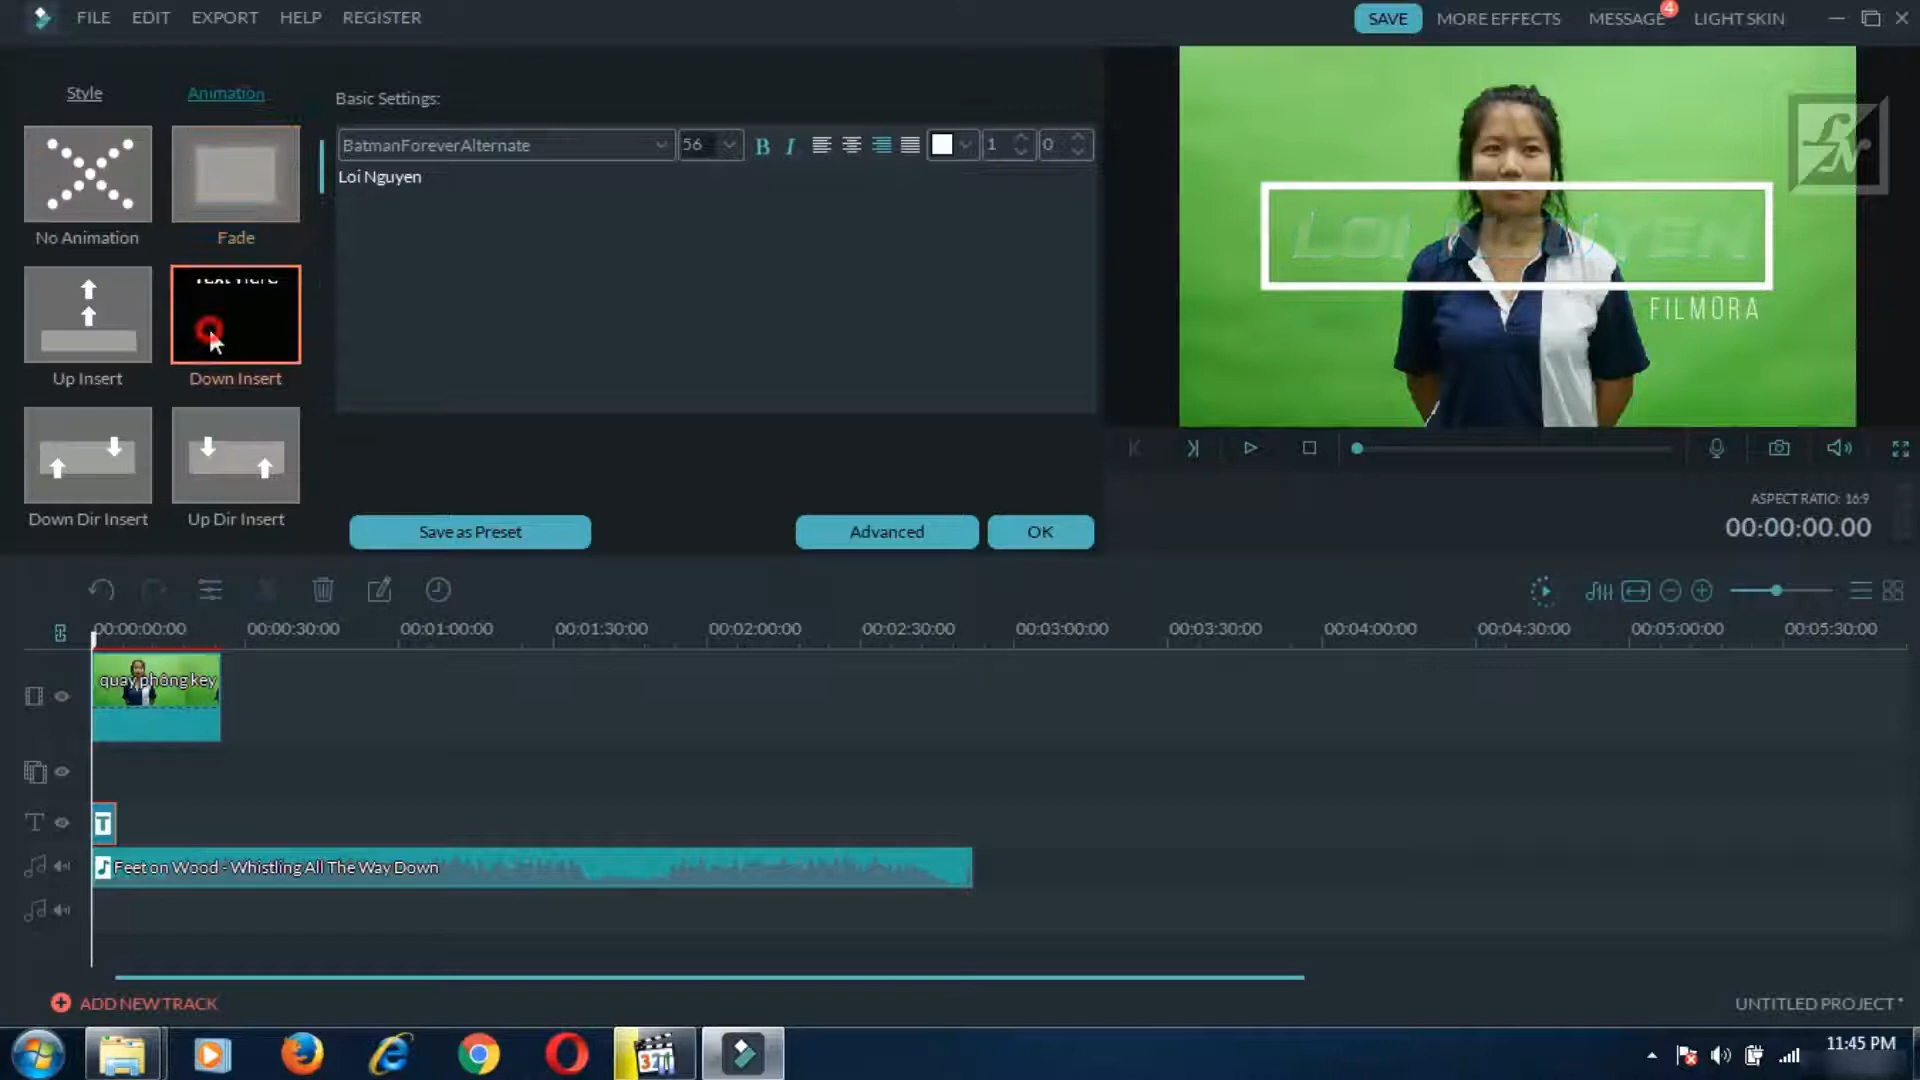 FILE EDIT EXPORT HELP REGISTER
SAVE MORE EFFECTS MESSAGE 4 LIGHT SKIN
Style Animation
Basic Settings:
BatmanForeverAlternate 56 B I 1 0
Loi Nguyen
No Animation Fade
Text Here
Up Insert Down Insert
Down Dir Insert Up Dir Insert
Save as Preset Advanced OK
LN
LOI NGUYEN
FILMORA
ASPECT RATIO: 16:9
00:00:00.00
00:00:00:00 00:00:30:00 00:01:00:00 00:01:30:00 00:02:00:00 00:02:30:00 00:03:00:00 00:03:30:00 00:04:00:00 00:04:30:00 00:05:00:00 00:05:30:00
quay phông key
T
T
Feet on Wood - Whistling All The Way Down
ADD NEW TRACK
UNTITLED PROJECT *
321
11:45 PM